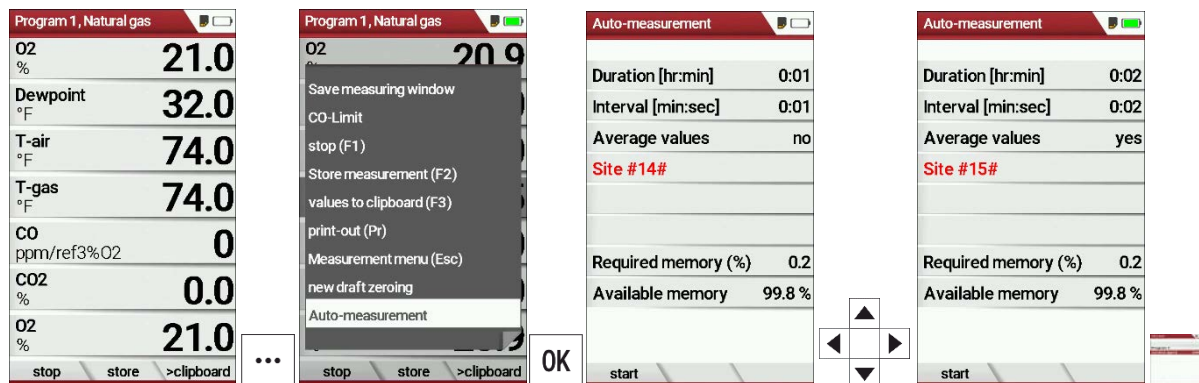 Program 1, Natural gas
O2
%
21.0
Dewpoint
°F
32.0
T-air
°F
74.0
T-gas
°F
74.0
CO
ppm/ref3%O2
0
CO2
%
0.0
O2
%
21.0
stop store >clipboard
...
Program 1, Natural gas
O2
20.9
Save measuring window
CO-Limit
stop (F1)
Store measurement (F2)
values to clipboard (F3)
print-out (Pr)
Measurement menu (Esc)
new draft zeroing
Auto-measurement
stop store >clipboard
OK
Auto-measurement
Duration [hr:min] 0:01
Interval [min:sec] 0:01
Average values no
Site #14#
Required memory (%) 0.2
Available memory 99.8 %
start
Auto-measurement
Duration [hr:min] 0:02
Interval [min:sec] 0:02
Average values yes
Site #15#
Required memory (%) 0.2
Available memory 99.8 %
start